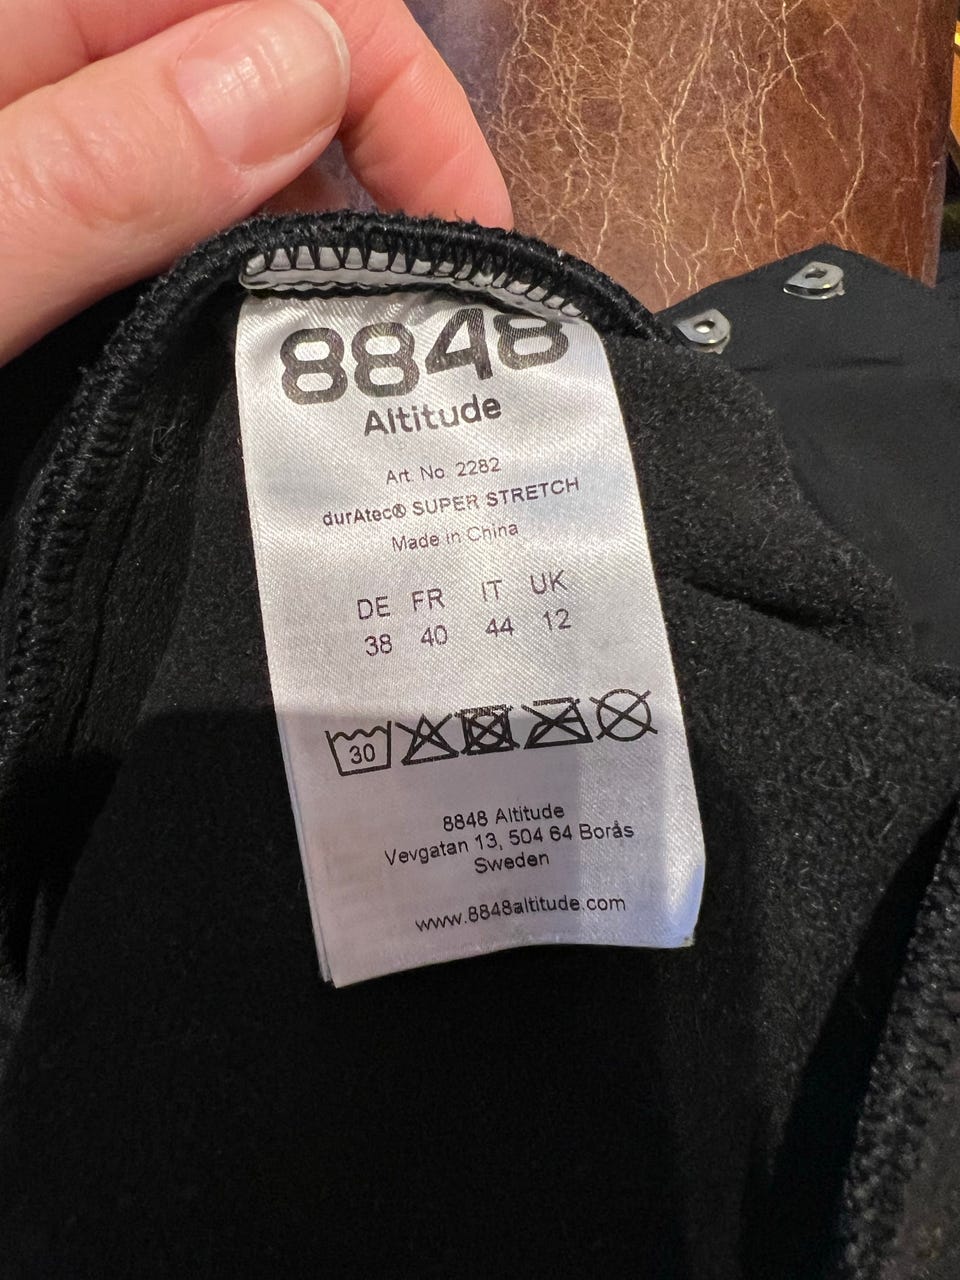 8848
Altitude
Art. No. 2282
durAtec® SUPER STRETCH
Made in China
DE FR IT UK
38 40 44 12
30
8848 Altitude
Vevgatan 13, 504 64 Borås
Sweden
www.8848altitude.com